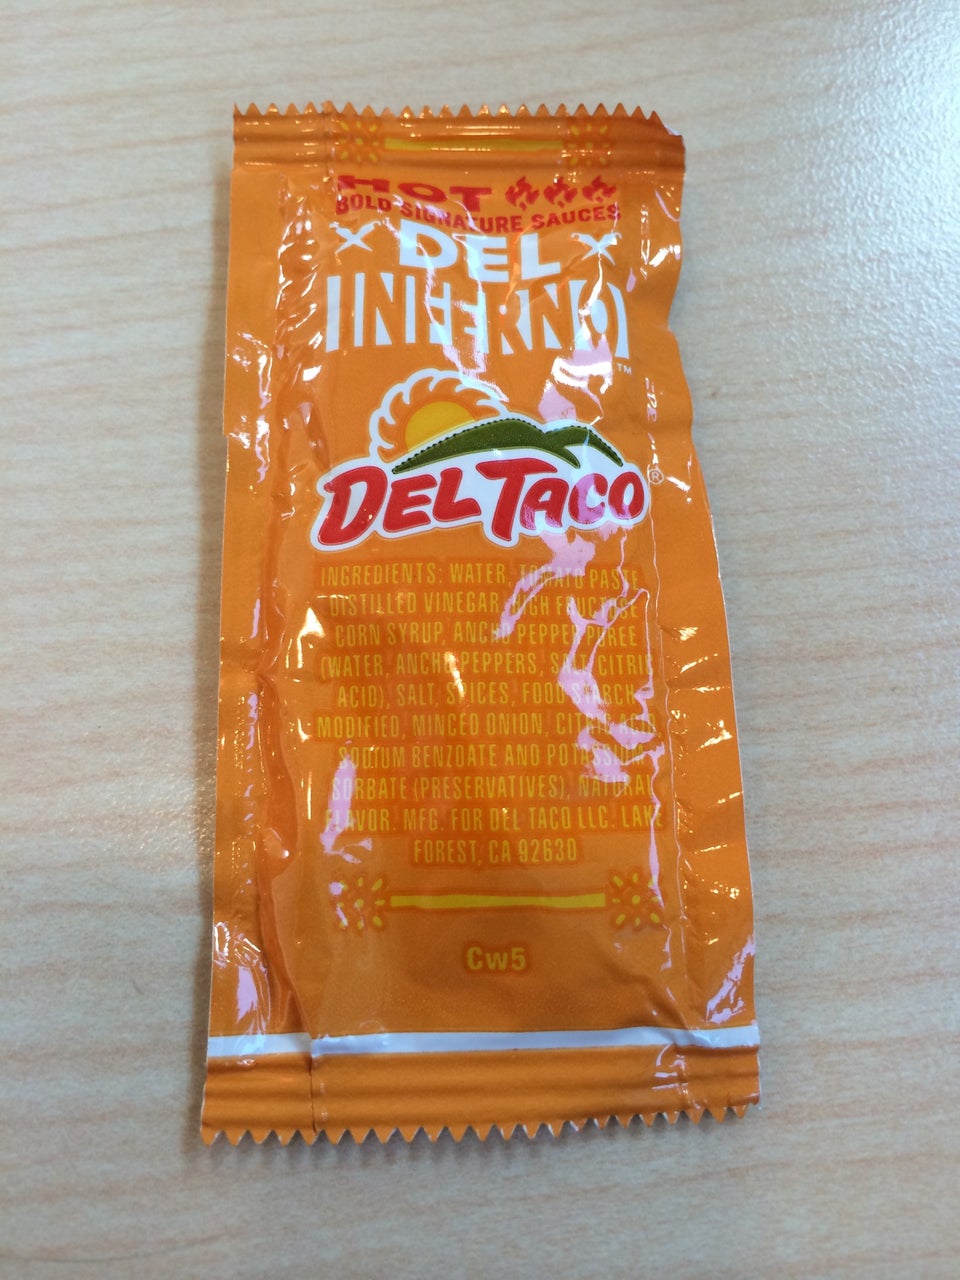 HOT
BOLD SIGNATURE SAUCES
DEL
INFERNO
™
DEL TACO ®
INGREDIENTS: WATER, TOMATO PASTE,
DISTILLED VINEGAR, HIGH FRUCTOSE
CORN SYRUP, ANCHO PEPPER PUREE
(WATER, ANCHO PEPPERS, SALT, CITRIC
ACID), SALT, SPICES, FOOD STARCH-
MODIFIED, MINCED ONION, CITRIC ACID,
SODIUM BENZOATE AND POTASSIUM
SORBATE (PRESERVATIVES), NATURAL
FLAVOR. MFG. FOR DEL TACO LLC. LAKE
FOREST, CA 92630
Cw5